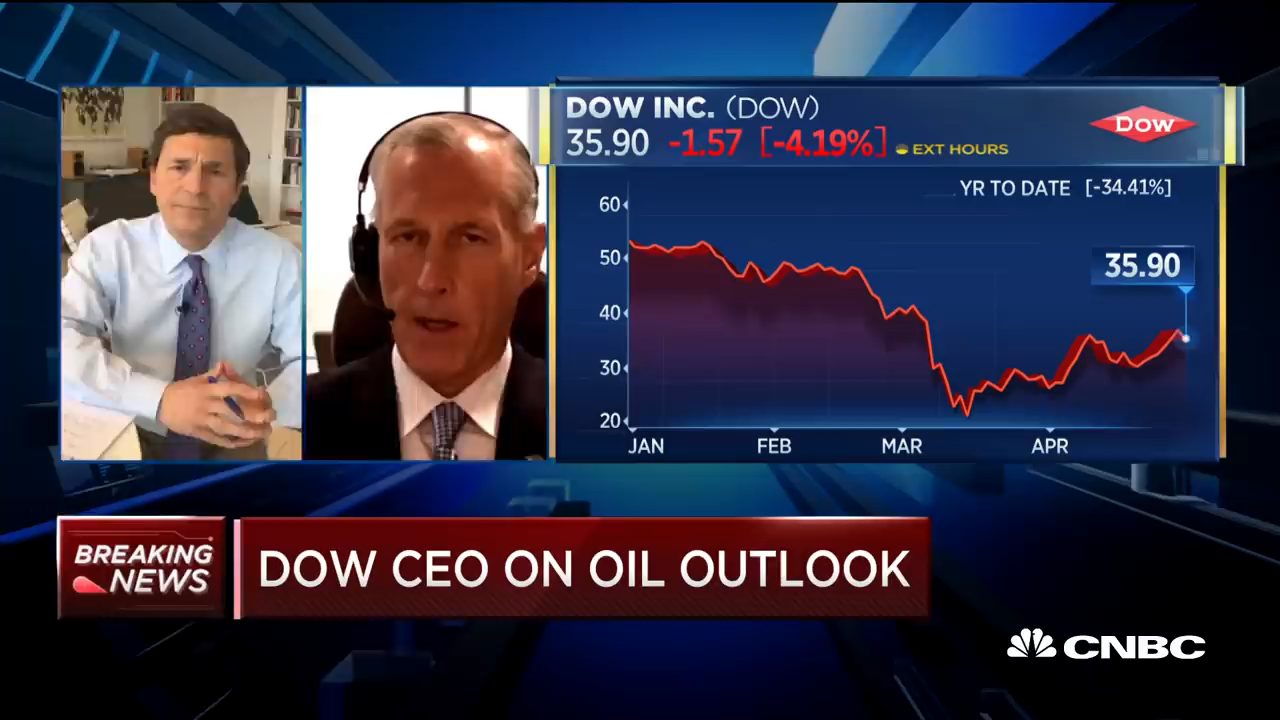 DOW INC. (DOW)
35.90 -1.57 [-4.19%] EXT HOURS
Dow
YR TO DATE [-34.41%]
60
50
40
30
20
35.90
JAN FEB MAR APR
BREAKING
NEWS
DOW CEO ON OIL OUTLOOK
CNBC